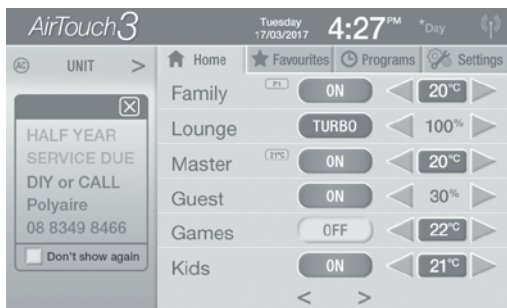 AirTouch3
Tuesday
17/03/2017
4:27PM
*Day
AC UNIT >
Home
Favourites
Programs
Settings
HALF YEAR
SERVICE DUE
DIY or CALL
Polyaire
08 8349 8466
Don't show again
Family P1 ON 20°C
Lounge TURBO 100%
Master 21°C ON 20°C
Guest ON 30%
Games OFF 22°C
Kids ON 21°C
< >